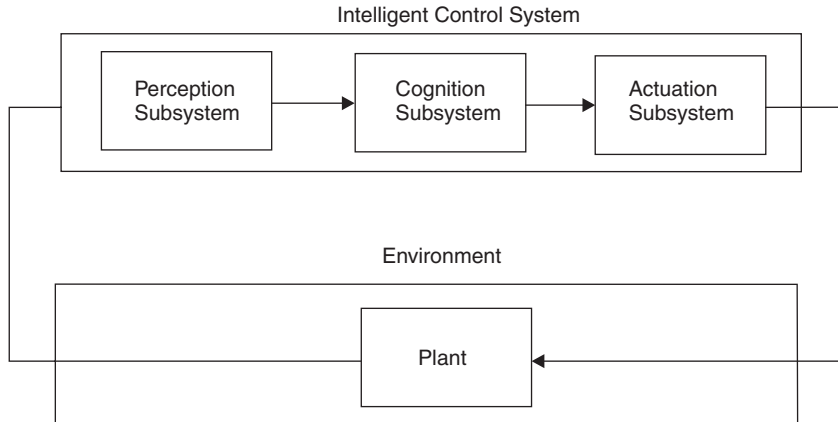 Intelligent Control System
Perception
Subsystem
Cognition
Subsystem
Actuation
Subsystem
Environment
Plant